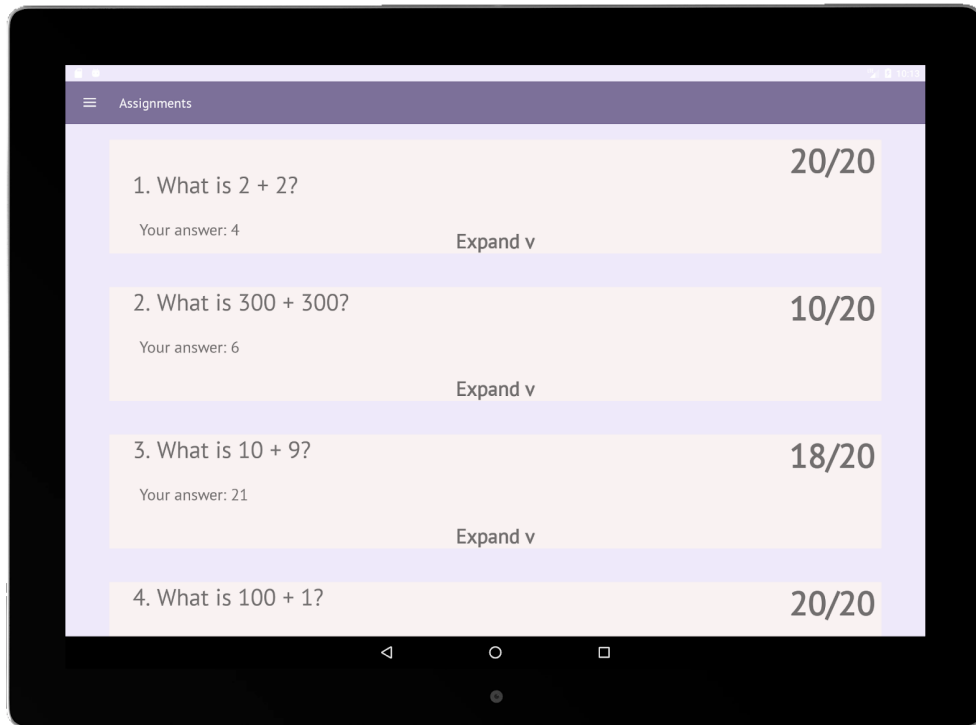 10:13
Assignments
20/20
1. What is 2 + 2?
Your answer: 4
Expand v
2. What is 300 + 300?
10/20
Your answer: 6
Expand v
3. What is 10 + 9?
18/20
Your answer: 21
Expand v
4. What is 100 + 1?
20/20